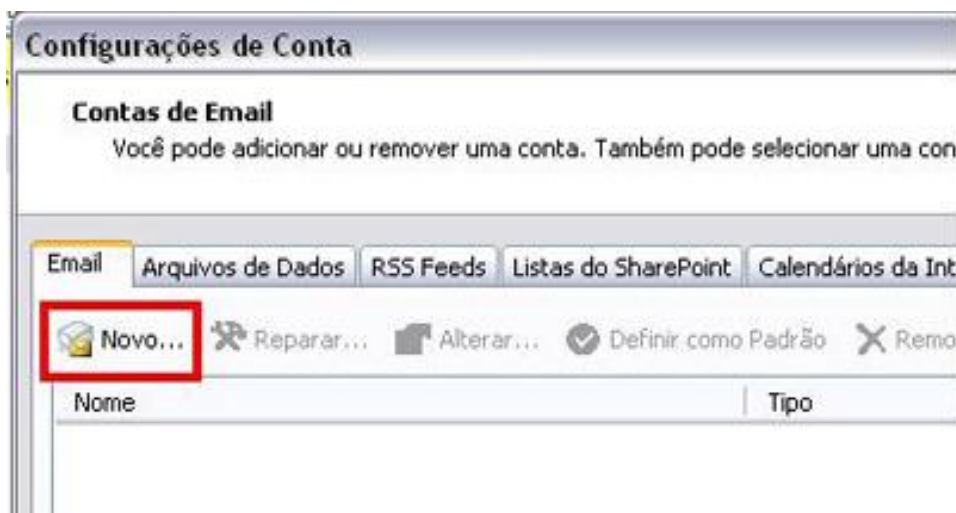 Configurações de Conta
Contas de Email
Você pode adicionar ou remover uma conta. Também pode selecionar uma con
Email Arquivos de Dados RSS Feeds Listas do SharePoint Calendários da Int
Novo... Reparar... Alterar... Definir como Padrão Remo
Nome Tipo